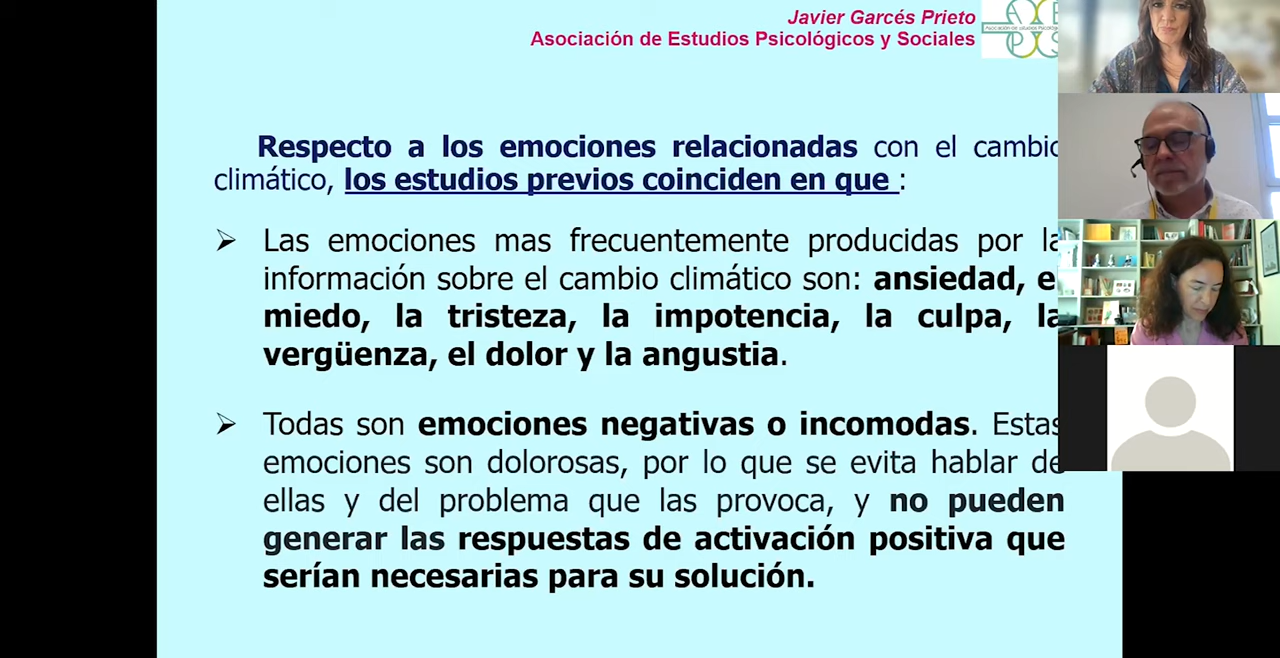 Javier Garcés Prieto
Asociación de Estudios Psicológicos y Sociales
Respecto a los emociones relacionadas con el cambio
climático, los estudios previos coinciden en que :
Las emociones mas frecuentemente producidas por la
información sobre el cambio climático son: ansiedad, el
miedo, la tristeza, la impotencia, la culpa, la
vergüenza, el dolor y la angustia.
Todas son emociones negativas o incomodas. Estas
emociones son dolorosas, por lo que se evita hablar de
ellas y del problema que las provoca, y no pueden
generar las respuestas de activación positiva que
serían necesarias para su solución.